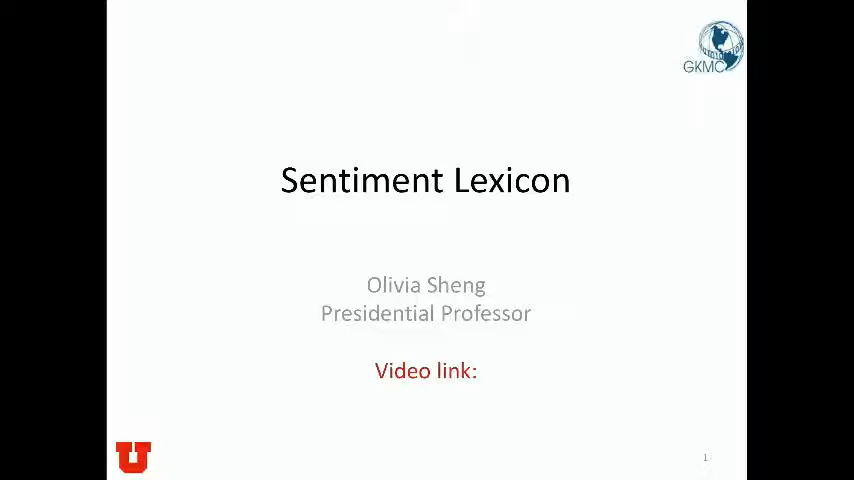 GKMC
Sentiment Lexicon
Olivia Sheng
Presidential Professor
Video link:
U
1